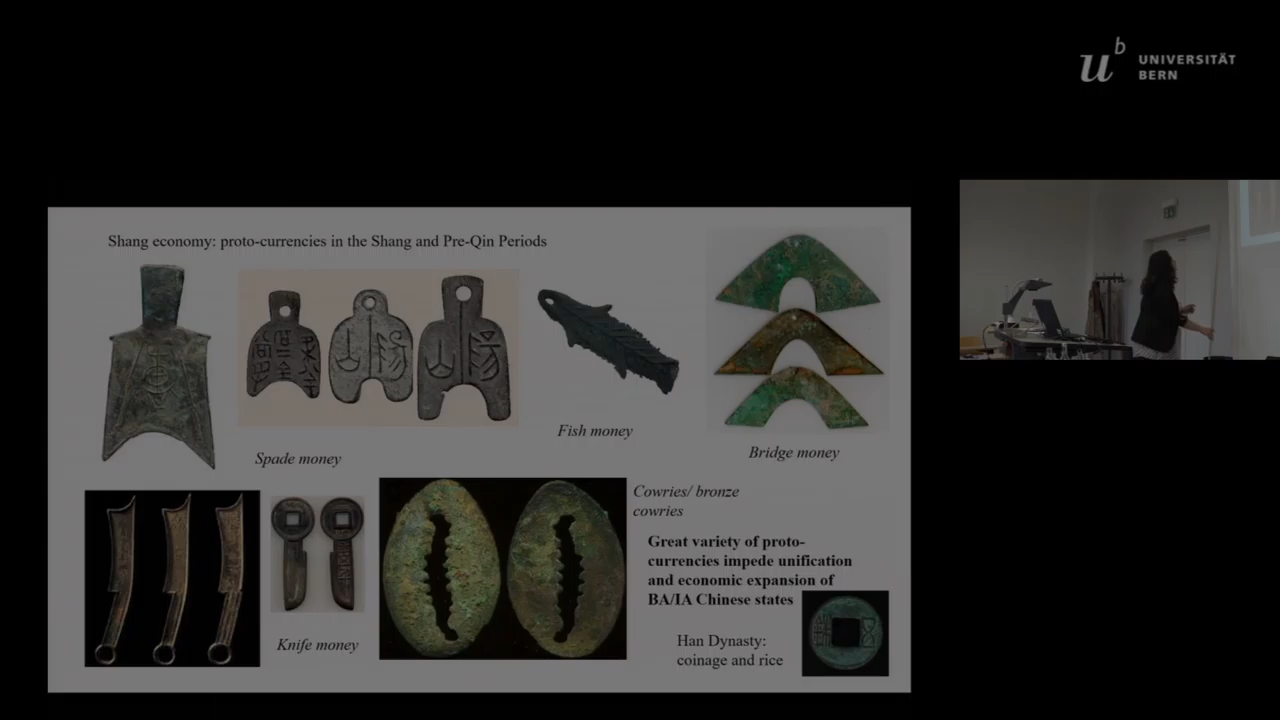 u^b UNIVERSITÄT
BERN
Shang economy: proto-currencies in the Shang and Pre-Qin Periods
Spade money
Fish money
Bridge money
Knife money
Cowries/ bronze
cowries
Great variety of proto-
currencies impede unification
and economic expansion of
BA/IA Chinese states
Han Dynasty:
coinage and rice